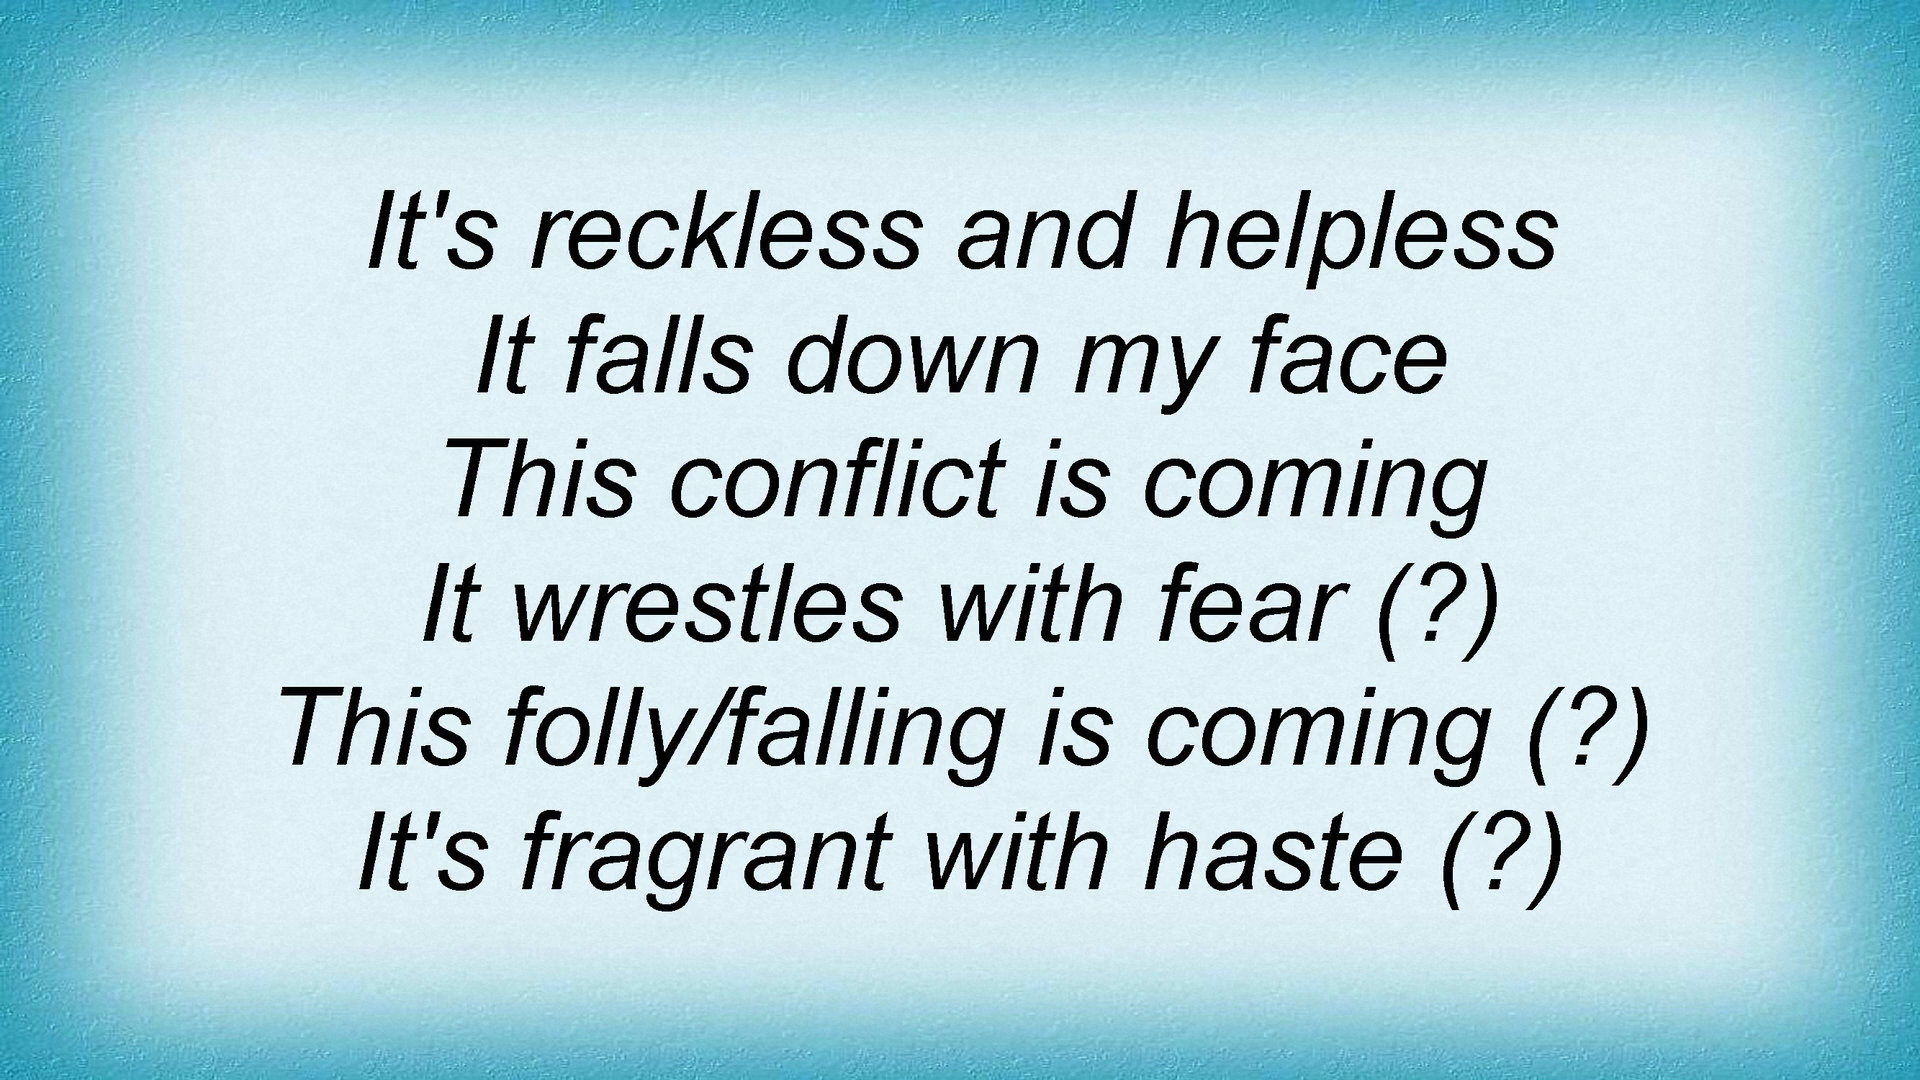 It's reckless and helpless
It falls down my face
This conflict is coming
It wrestles with fear (?)
This folly/falling is coming (?)
It's fragrant with haste (?)